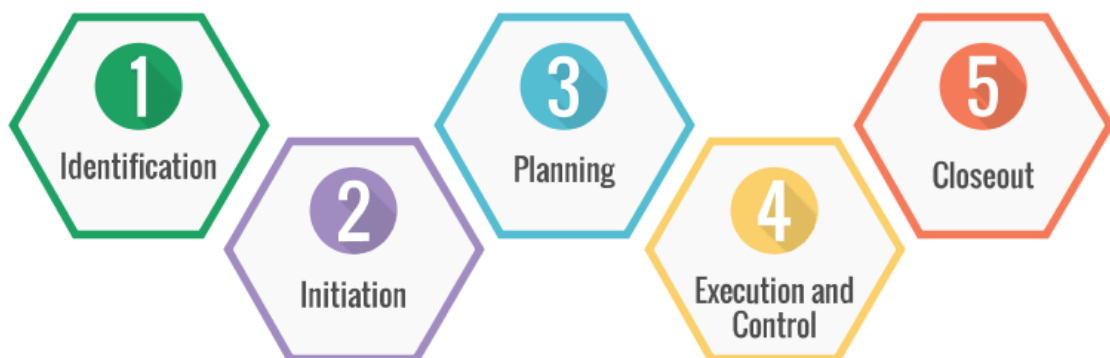 1
Identification
2
Initiation
3
Planning
4
Execution and
Control
5
Closeout